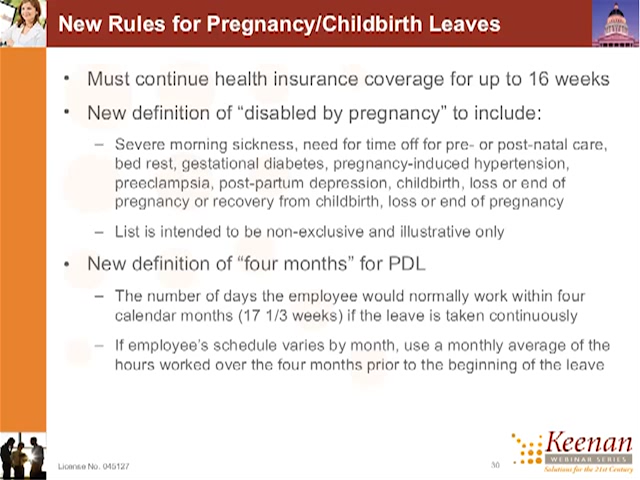 New Rules for Pregnancy/Childbirth Leaves
• Must continue health insurance coverage for up to 16 weeks
• New definition of “disabled by pregnancy” to include:
– Severe morning sickness, need for time off for pre- or post-natal care,
bed rest, gestational diabetes, pregnancy-induced hypertension,
preeclampsia, post-partum depression, childbirth, loss or end of
pregnancy or recovery from childbirth, loss or end of pregnancy
– List is intended to be non-exclusive and illustrative only
• New definition of “four months” for PDL
– The number of days the employee would normally work within four
calendar months (17 1/3 weeks) if the leave is taken continuously
– If employee’s schedule varies by month, use a monthly average of the
hours worked over the four months prior to the beginning of the leave
Keenan
WEBINAR SERIES
Solutions for the 21st Century
License No. 045127
30